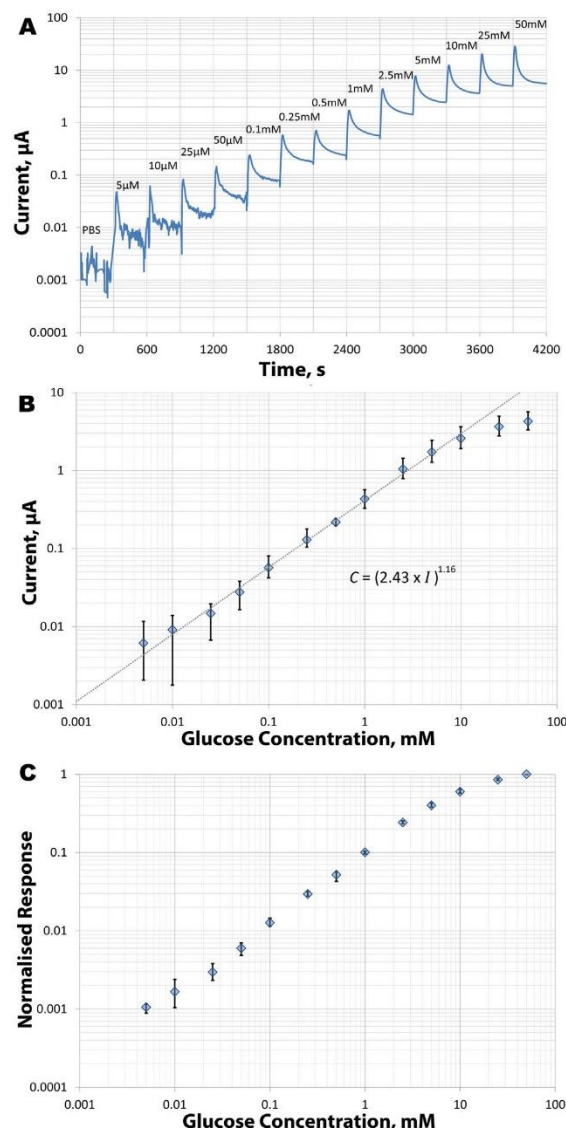 A
100
10
1
0.1
0.01
0.001
0.0001
Current, µA
PBS
5µM
10µM
25µM
50µM
0.1mM
0.25mM
0.5mM
1mM
2.5mM
5mM
10mM
25mM
50mM
0 600 1200 1800 2400 3000 3600 4200
Time, s
B
10
1
0.1
0.01
0.001
Current, µA
C = (2.43 x I)^1.16
0.001 0.01 0.1 1 10 100
Glucose Concentration, mM
C
1
0.1
0.01
0.001
0.0001
Normalised Response
0.001 0.01 0.1 1 10 100
Glucose Concentration, mM